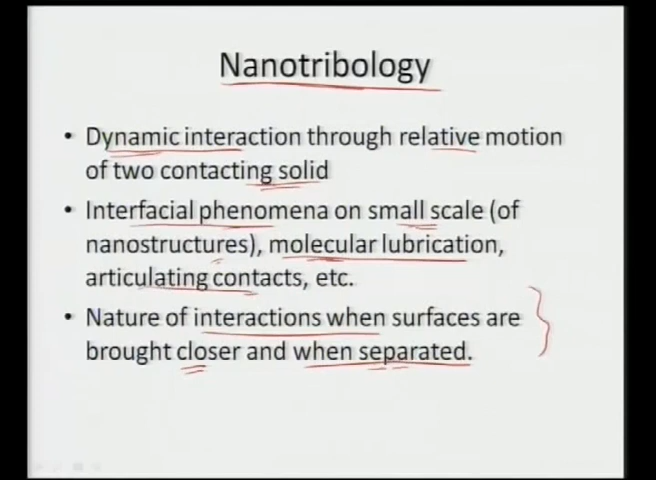 Nanotribology
• Dynamic interaction through relative motion
of two contacting solid
• Interfacial phenomena on small scale (of
nanostructures), molecular lubrication,
articulating contacts, etc.
• Nature of interactions when surfaces are
brought closer and when separated.